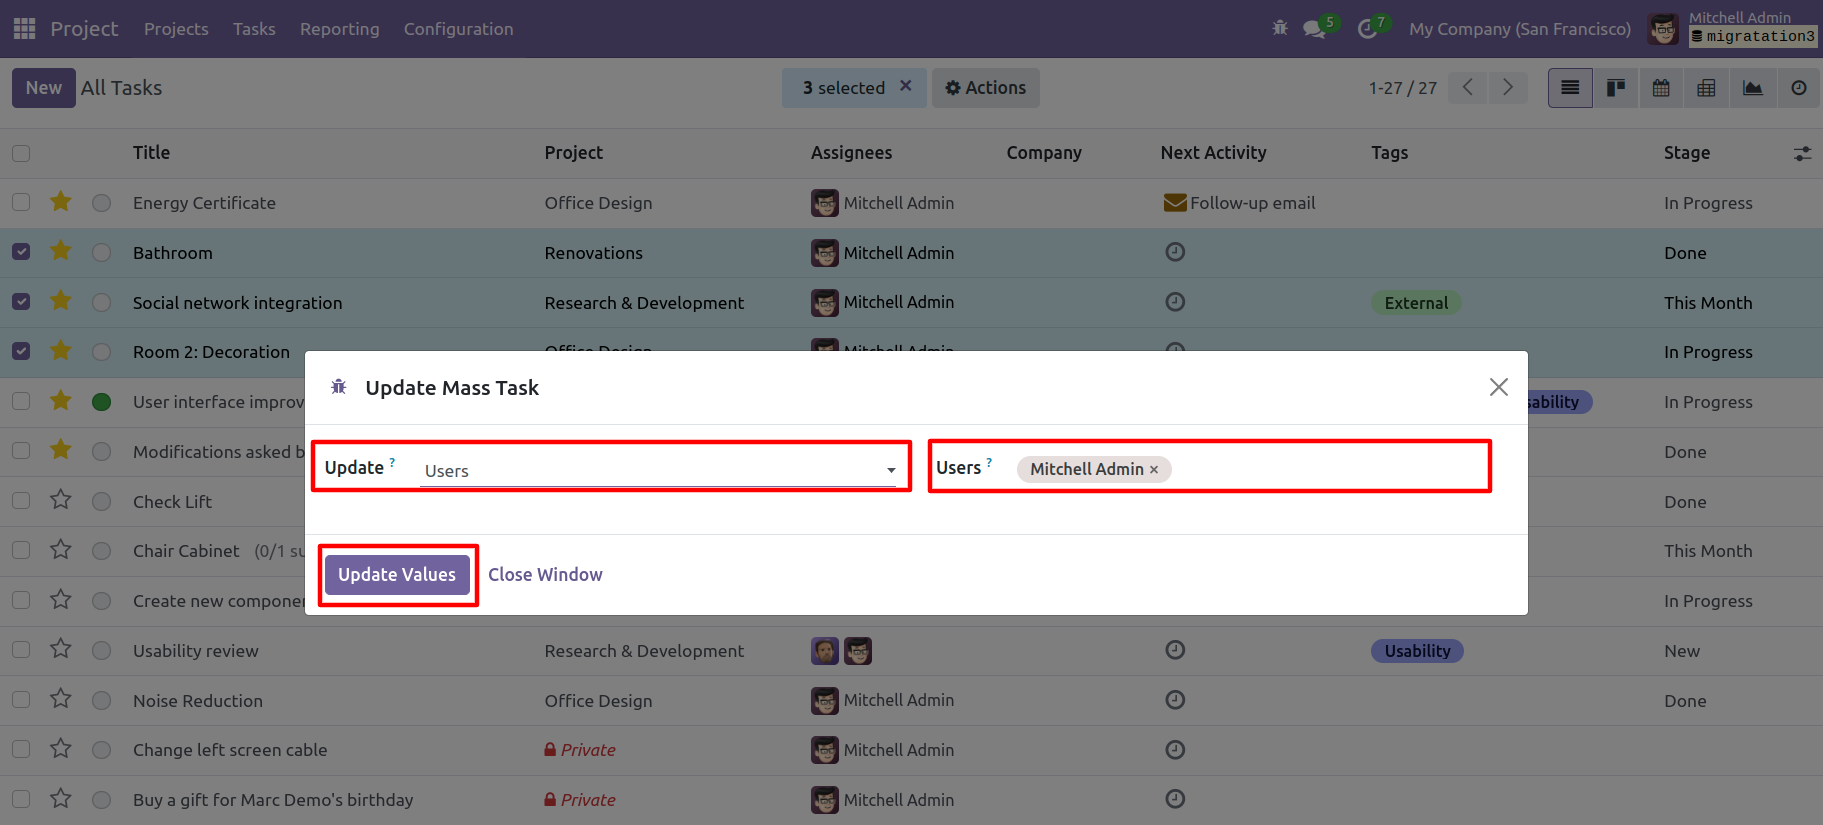 Project Projects Tasks Reporting Configuration 5 7 My Company (San Francisco) Mitchell Admin
migratation3
New All Tasks 3 selected × Actions 1-27 / 27
Title Project Assignees Company Next Activity Tags Stage
Energy Certificate Office Design Mitchell Admin Follow-up email In Progress
Bathroom Renovations Mitchell Admin Done
Social network integration Research & Development Mitchell Admin External This Month
Room 2: Decoration Office Design Mitchell Admin In Progress
Update Mass Task
User interface improv sability In Progress
Modifications asked b Done
Update ? Users Users ? Mitchell Admin ×
Check Lift Done
Chair Cabinet (0/1 su This Month
Update Values Close Window
Create new componen In Progress
Usability review Research & Development Usability New
Noise Reduction Office Design Mitchell Admin Done
Change left screen cable Private Mitchell Admin
Buy a gift for Marc Demo's birthday Private Mitchell Admin